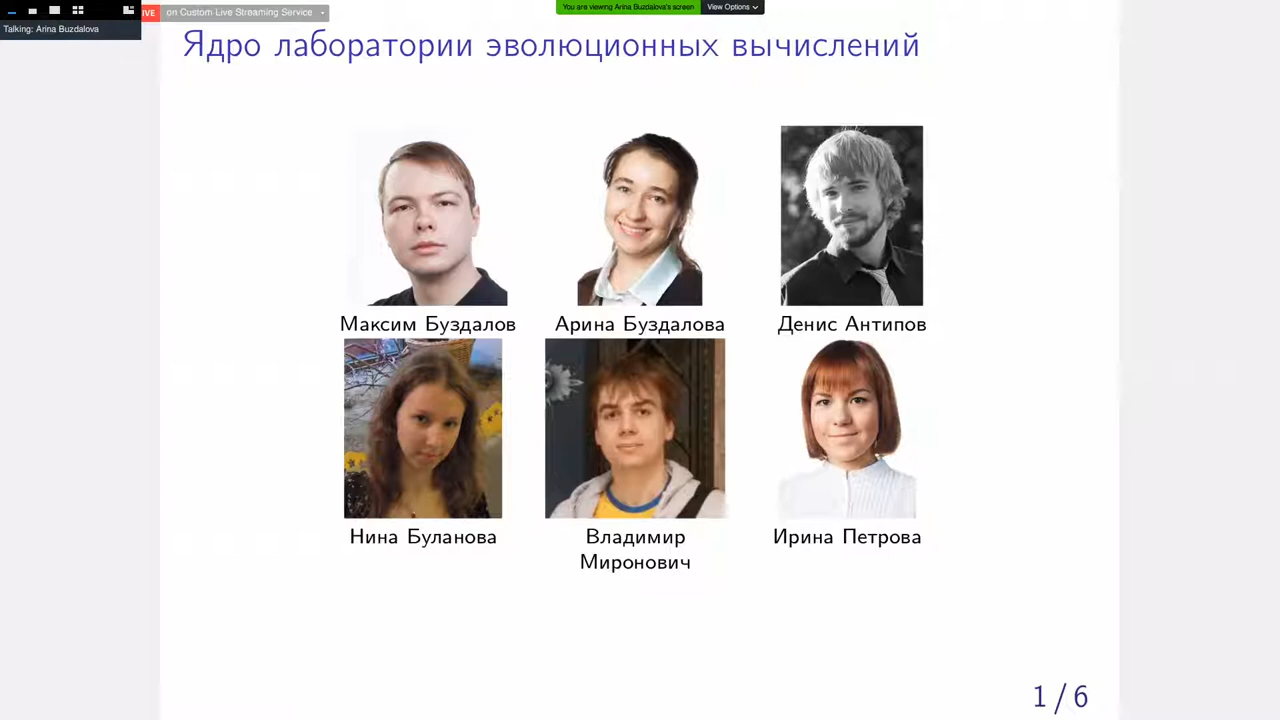 IVE on Custom Live Streaming Service
You are viewing Arina Buzdalova's screen View Options
Talking: Arina Buzdalova
Ядро лаборатории эволюционных вычислений
Максим Буздалов Арина Буздалова Денис Антипов
Нина Буланова Владимир Миронович Ирина Петрова
1 / 6